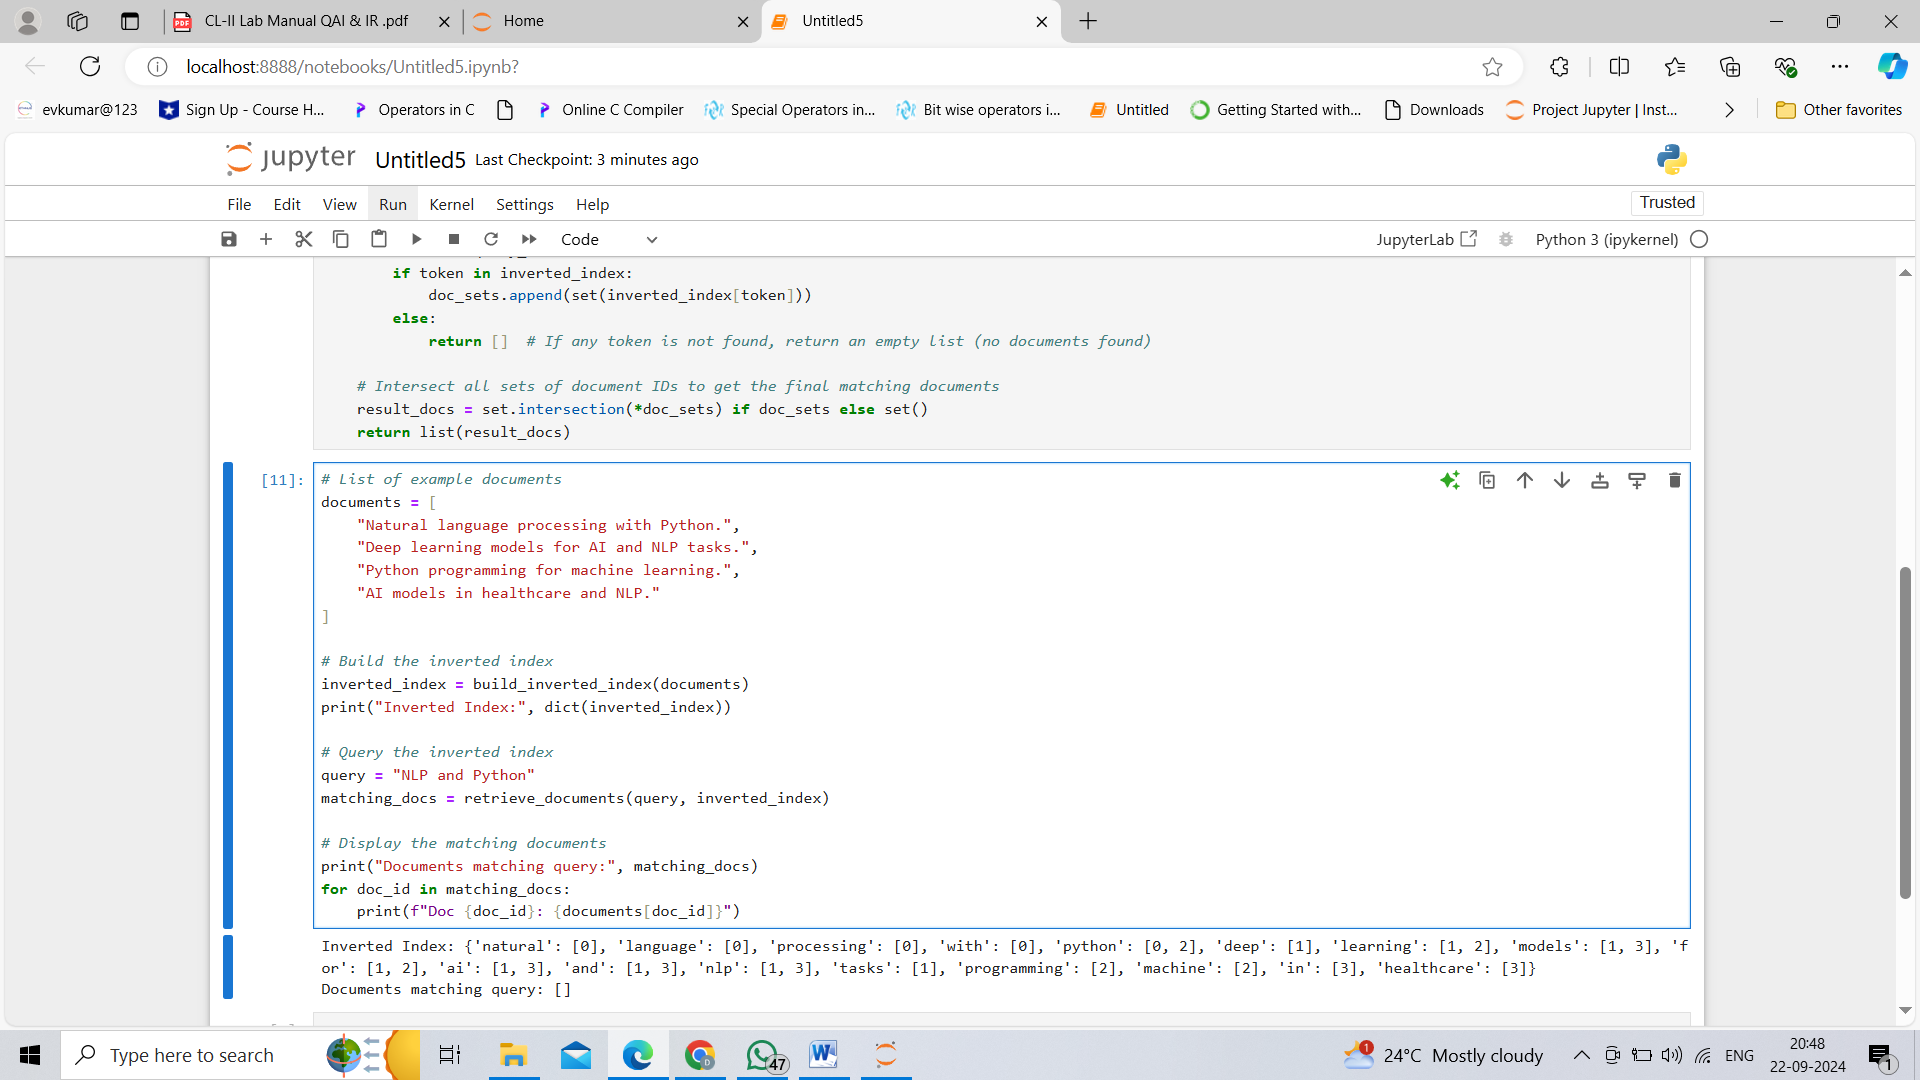 CL-II Lab Manual QAI & IR .pdf
Home
Untitled5
localhost:8888/notebooks/Untitled5.ipynb?
evkumar@123
Sign Up - Course H...
Operators in C
Online C Compiler
Special Operators in...
Bit wise operators i...
Untitled
Getting Started with...
Downloads
Project Jupyter | Inst...
Other favorites
jupyter Untitled5 Last Checkpoint: 3 minutes ago
File Edit View Run Kernel Settings Help
Trusted
Code
JupyterLab
Python 3 (ipykernel)
if token in inverted_index:
doc_sets.append(set(inverted_index[token]))
else:
return []  # If any token is not found, return an empty list (no documents found)
# Intersect all sets of document IDs to get the final matching documents
result_docs = set.intersection(*doc_sets) if doc_sets else set()
return list(result_docs)
[11]:
# List of example documents
documents = [
"Natural language processing with Python.",
"Deep learning models for AI and NLP tasks.",
"Python programming for machine learning.",
"AI models in healthcare and NLP."
]
# Build the inverted index
inverted_index = build_inverted_index(documents)
print("Inverted Index:", dict(inverted_index))
# Query the inverted index
query = "NLP and Python"
matching_docs = retrieve_documents(query, inverted_index)
# Display the matching documents
print("Documents matching query:", matching_docs)
for doc_id in matching_docs:
print(f"Doc {doc_id}: {documents[doc_id]}")
Inverted Index: {'natural': [0], 'language': [0], 'processing': [0], 'with': [0], 'python': [0, 2], 'deep': [1], 'learning': [1, 2], 'models': [1, 3], 'f
or': [1, 2], 'ai': [1, 3], 'and': [1, 3], 'nlp': [1, 3], 'tasks': [1], 'programming': [2], 'machine': [2], 'in': [3], 'healthcare': [3]}
Documents matching query: []
Type here to search
47
1
24°C Mostly cloudy
ENG
20:48
22-09-2024
1